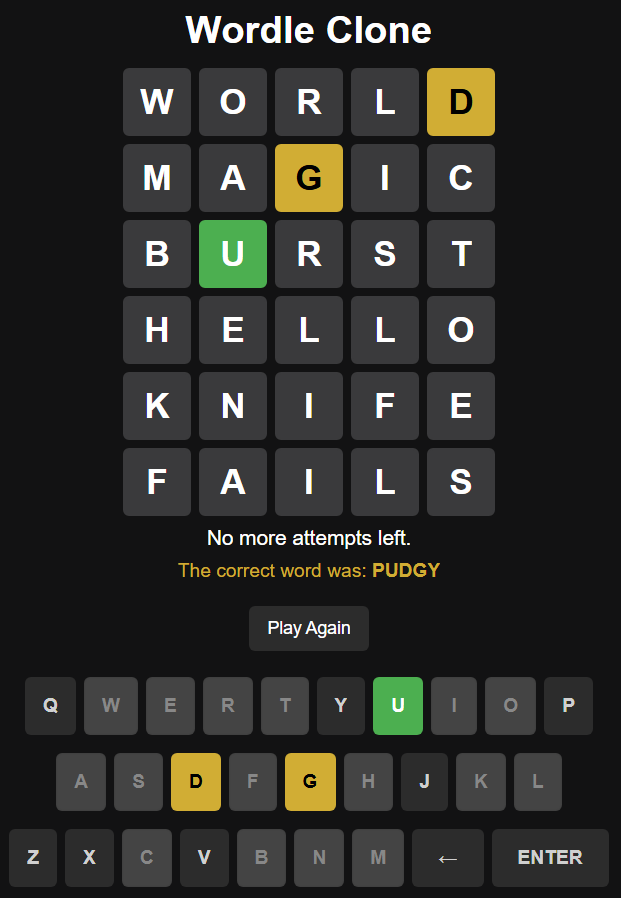 Wordle Clone
W O R L D
M A G I C
B U R S T
H E L L O
K N I F E
F A I L S
No more attempts left.
The correct word was: PUDGY
Play Again
Q W E R T Y U I O P
A S D F G H J K L
Z X C V B N M ← ENTER